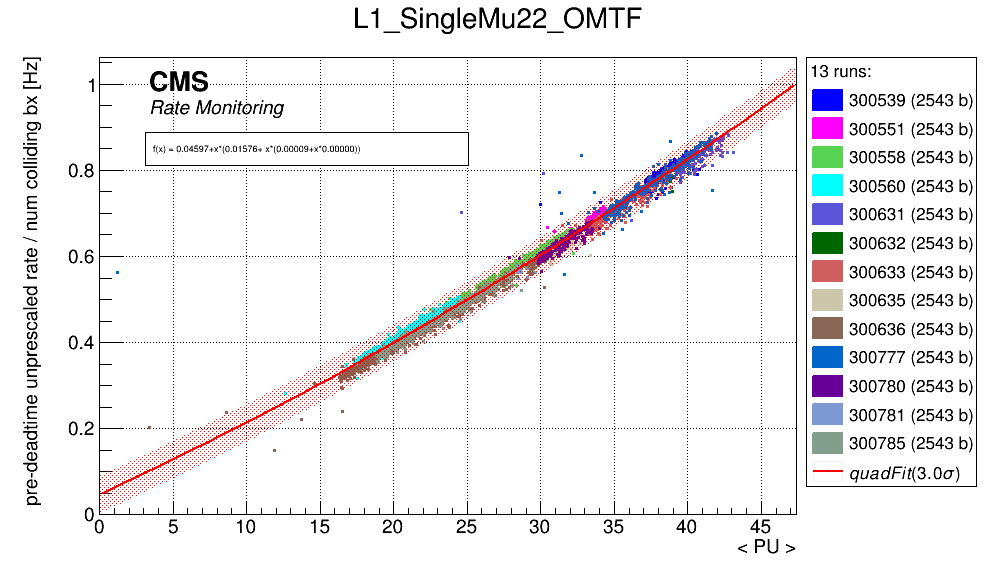 L1_SingleMu22_OMTF
pre-deadtime unprescaled rate / num colliding bx [Hz]
CMS
Rate Monitoring
f(x) = 0.04597+x*(0.01576+ x*(0.00009+x*0.00000))
1
0.8
0.6
0.4
0.2
0
0 5 10 15 20 25 30 35 40 45
< PU >
13 runs:
300539 (2543 b)
300551 (2543 b)
300558 (2543 b)
300560 (2543 b)
300631 (2543 b)
300632 (2543 b)
300633 (2543 b)
300635 (2543 b)
300636 (2543 b)
300777 (2543 b)
300780 (2543 b)
300781 (2543 b)
300785 (2543 b)
quadFit(3.0σ)